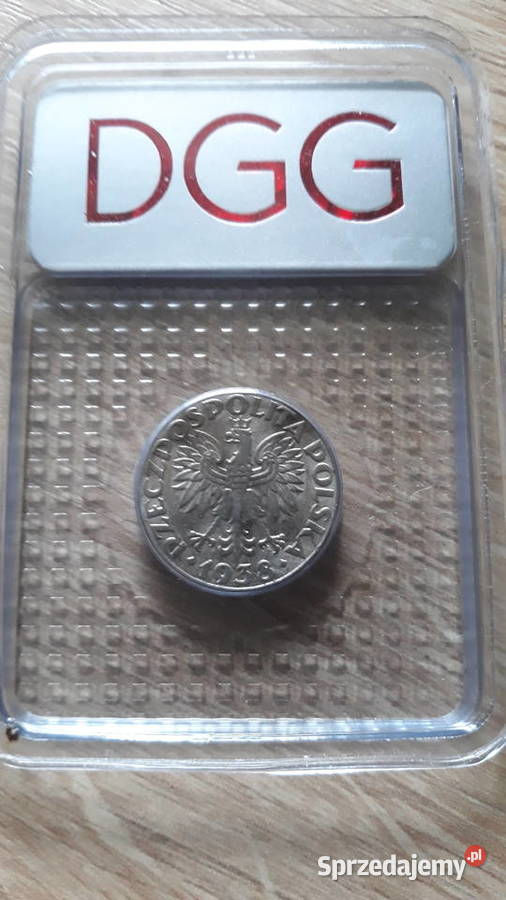 DGG
RZECZPOSPOLITA POLSKA
· 1938 ·
Sprzedajemy.pl